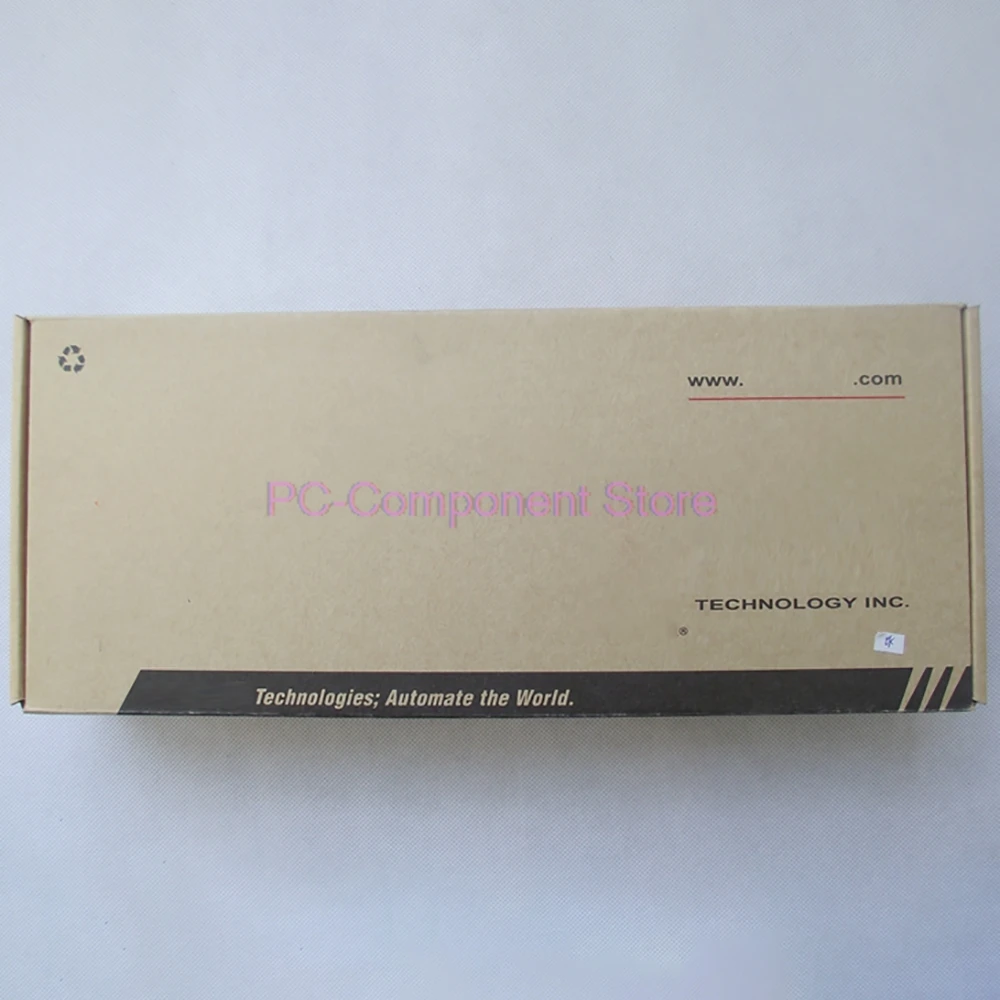 www. .com
PC-Component Store
TECHNOLOGY INC.
®
Technologies; Automate the World.